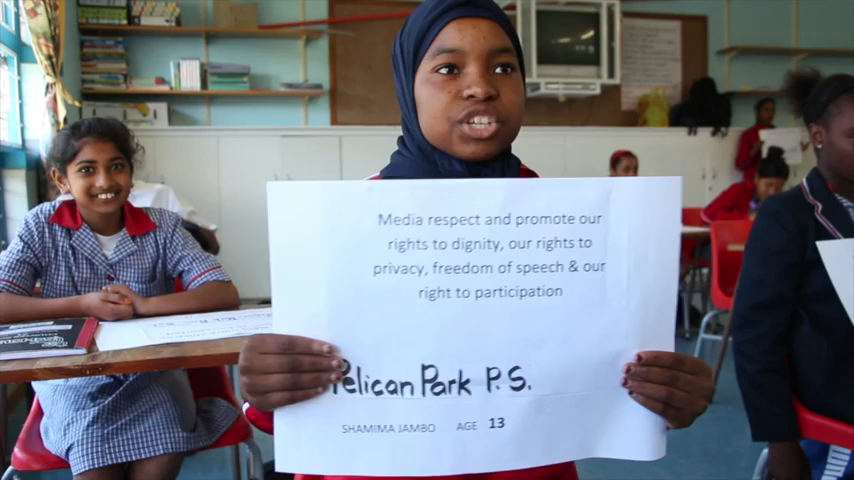 Media respect and promote our
rights to dignity, our rights to
privacy, freedom of speech & our
right to participation
Pelican Park P.S.
SHAMIMA JAMBO AGE 13